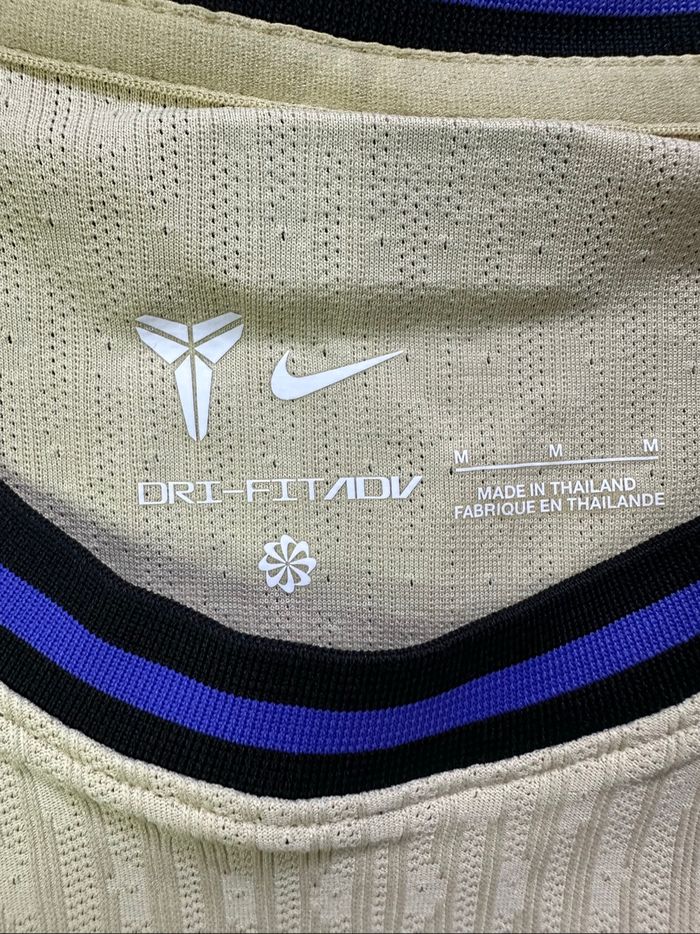 DRI-FIT ADV
M M M
MADE IN THAILAND
FABRIQUE EN THAILANDE